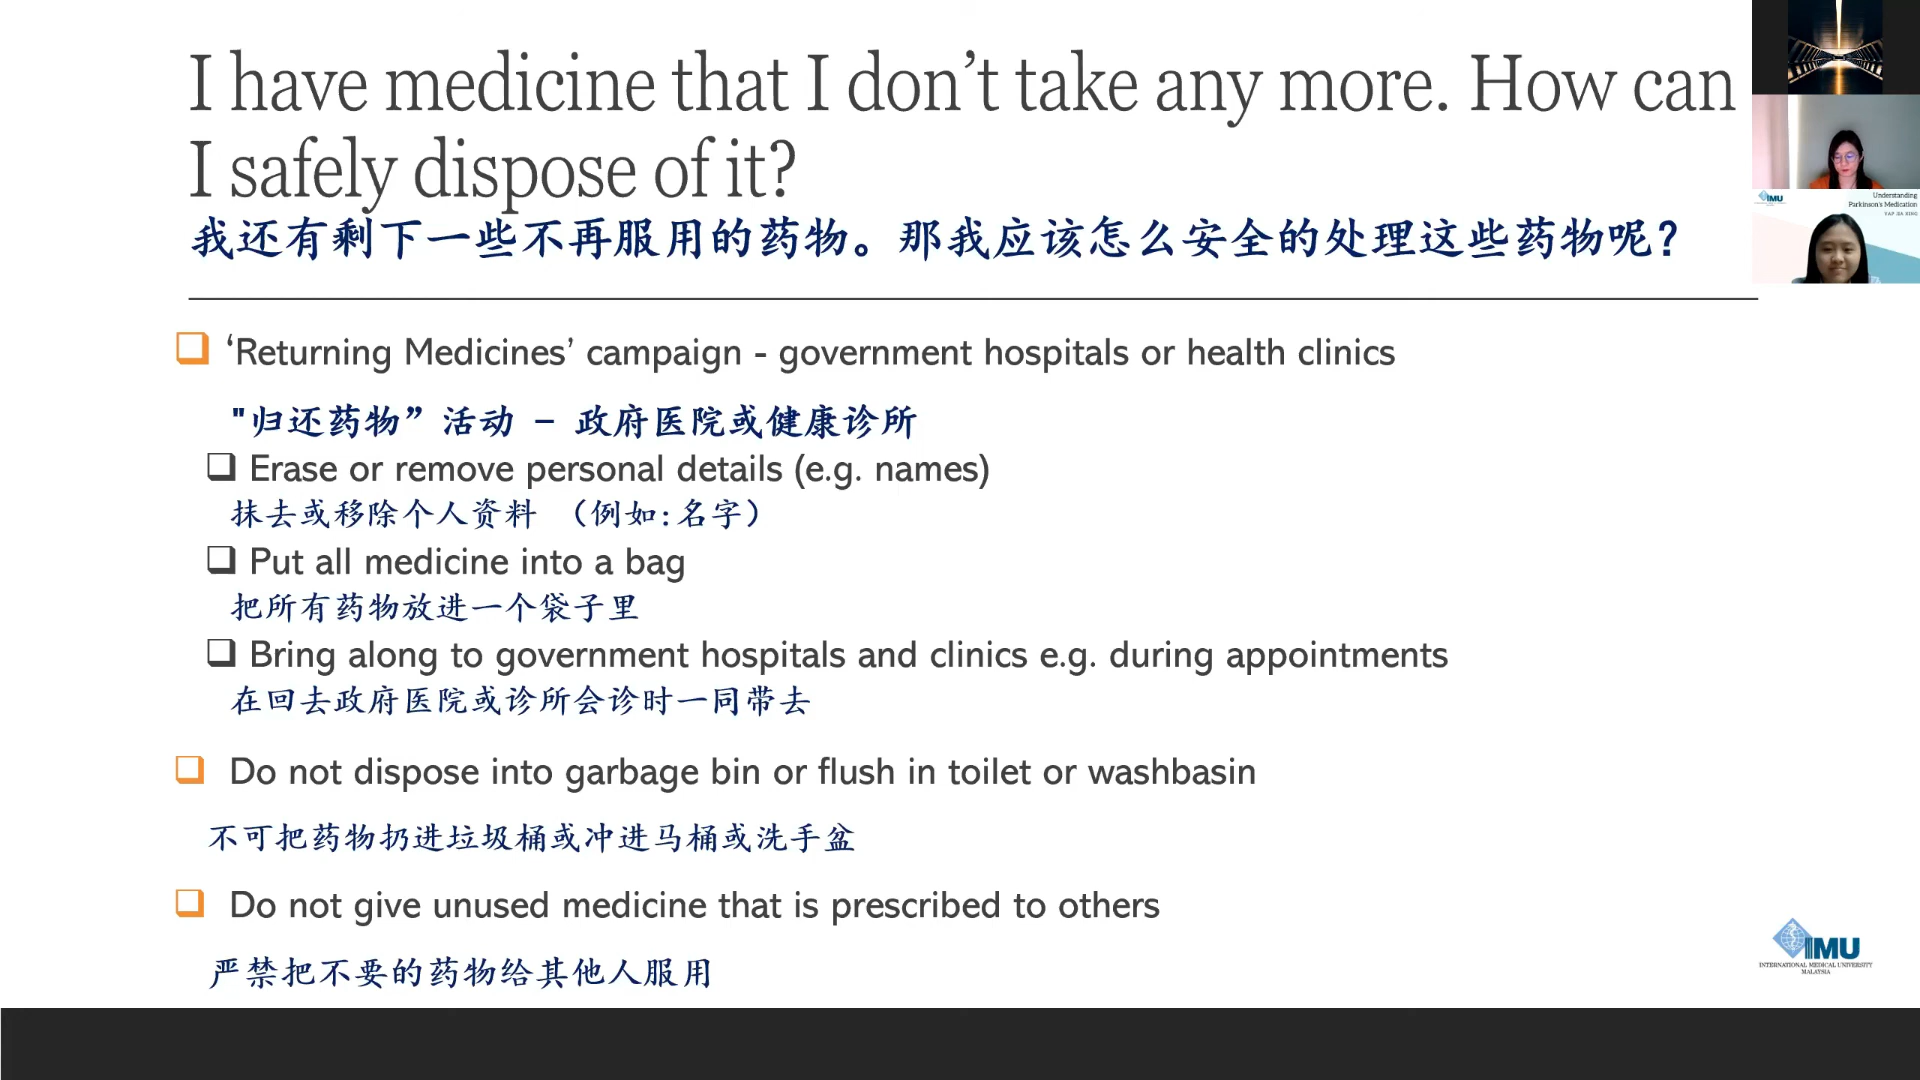 I have medicine that I don’t take any more. How can
I safely dispose of it?
我还有剩下一些不再服用的药物。那我应该怎么安全的处理这些药物呢？
‘Returning Medicines’ campaign - government hospitals or health clinics
"归还药物”活动 – 政府医院或健康诊所
Erase or remove personal details (e.g. names)
抹去或移除个人资料 （例如:名字）
Put all medicine into a bag
把所有药物放进一个袋子里
Bring along to government hospitals and clinics e.g. during appointments
在回去政府医院或诊所会诊时一同带去
Do not dispose into garbage bin or flush in toilet or washbasin
不可把药物扔进垃圾桶或冲进马桶或洗手盆
Do not give unused medicine that is prescribed to others
严禁把不要的药物给其他人服用
IMU
Understanding
Parkinson's Medication
YAP JIA XING
IMU
INTERNATIONAL MEDICAL UNIVERSITY
MALAYSIA